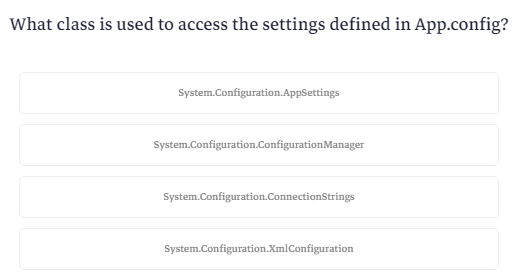 What class is used to access the settings defined in App.config?
System.Configuration.AppSettings
System.Configuration.ConfigurationManager
System.Configuration.ConnectionStrings
System.Configuration.XmlConfiguration